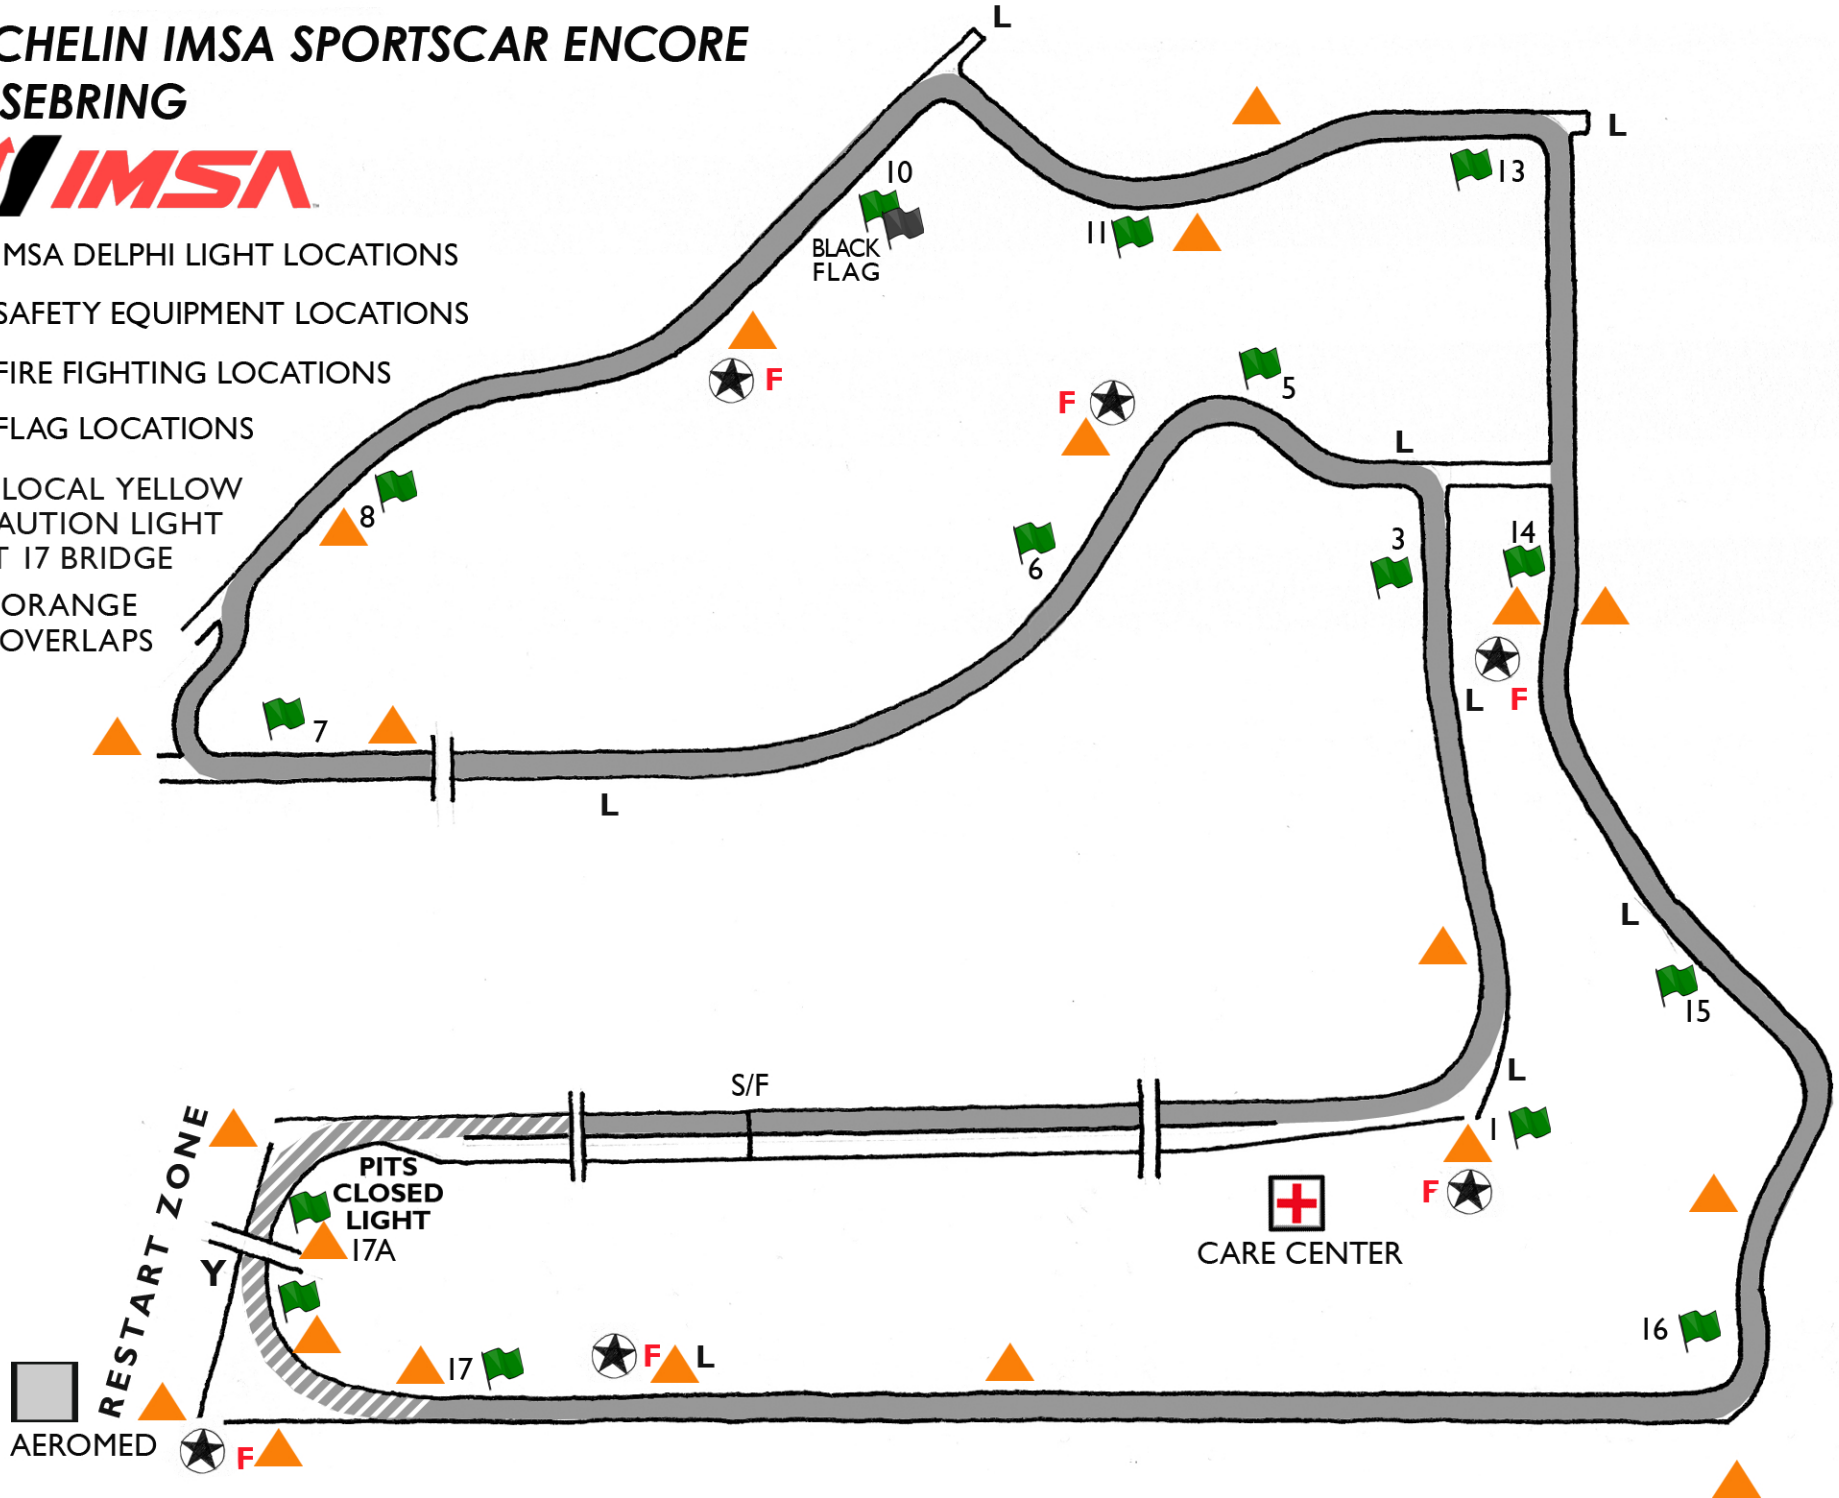 CHELIN IMSA SPORTSCAR ENCORE
SEBRING
IMSA
™
MSA DELPHI LIGHT LOCATIONS
SAFETY EQUIPMENT LOCATIONS
FIRE FIGHTING LOCATIONS
FLAG LOCATIONS
LOCAL YELLOW
AUTION LIGHT
T 17 BRIDGE
ORANGE
OVERLAPS
L
L
10
BLACK
FLAG
11
13
F
F
5
L
8
6
3
14
L F
7
L
L
15
S/F
L
1
F
CARE CENTER
RESTART ZONE
PITS
CLOSED
LIGHT
17A
Y
16
17
F
L
AEROMED
F